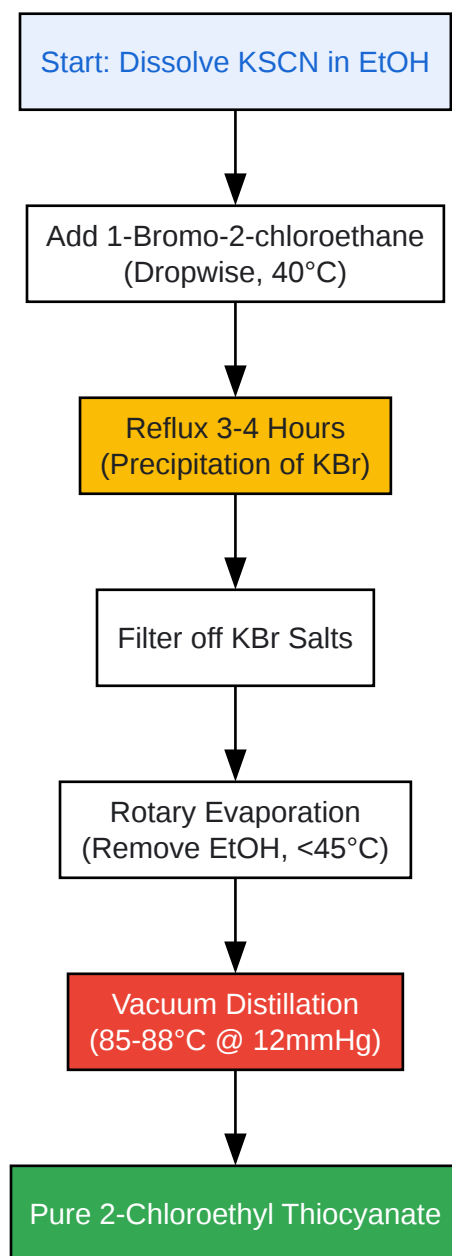 Start: Dissolve KSCN in EtOH
Add 1-Bromo-2-chloroethane
(Dropwise, 40°C)
Reflux 3-4 Hours
(Precipitation of KBr)
Filter off KBr Salts
Rotary Evaporation
(Remove EtOH, <45°C)
Vacuum Distillation
(85-88°C @ 12mmHg)
Pure 2-Chloroethyl Thiocyanate